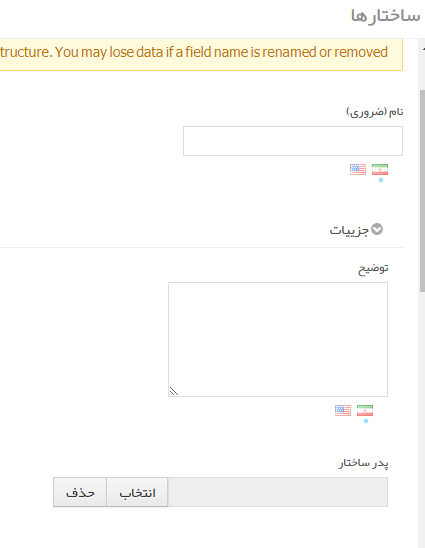 ساختارها
tructure. You may lose data if a field name is renamed or removed
نام (ضروری)
جزییات
توضیح
پدر ساختار
انتخاب حذف